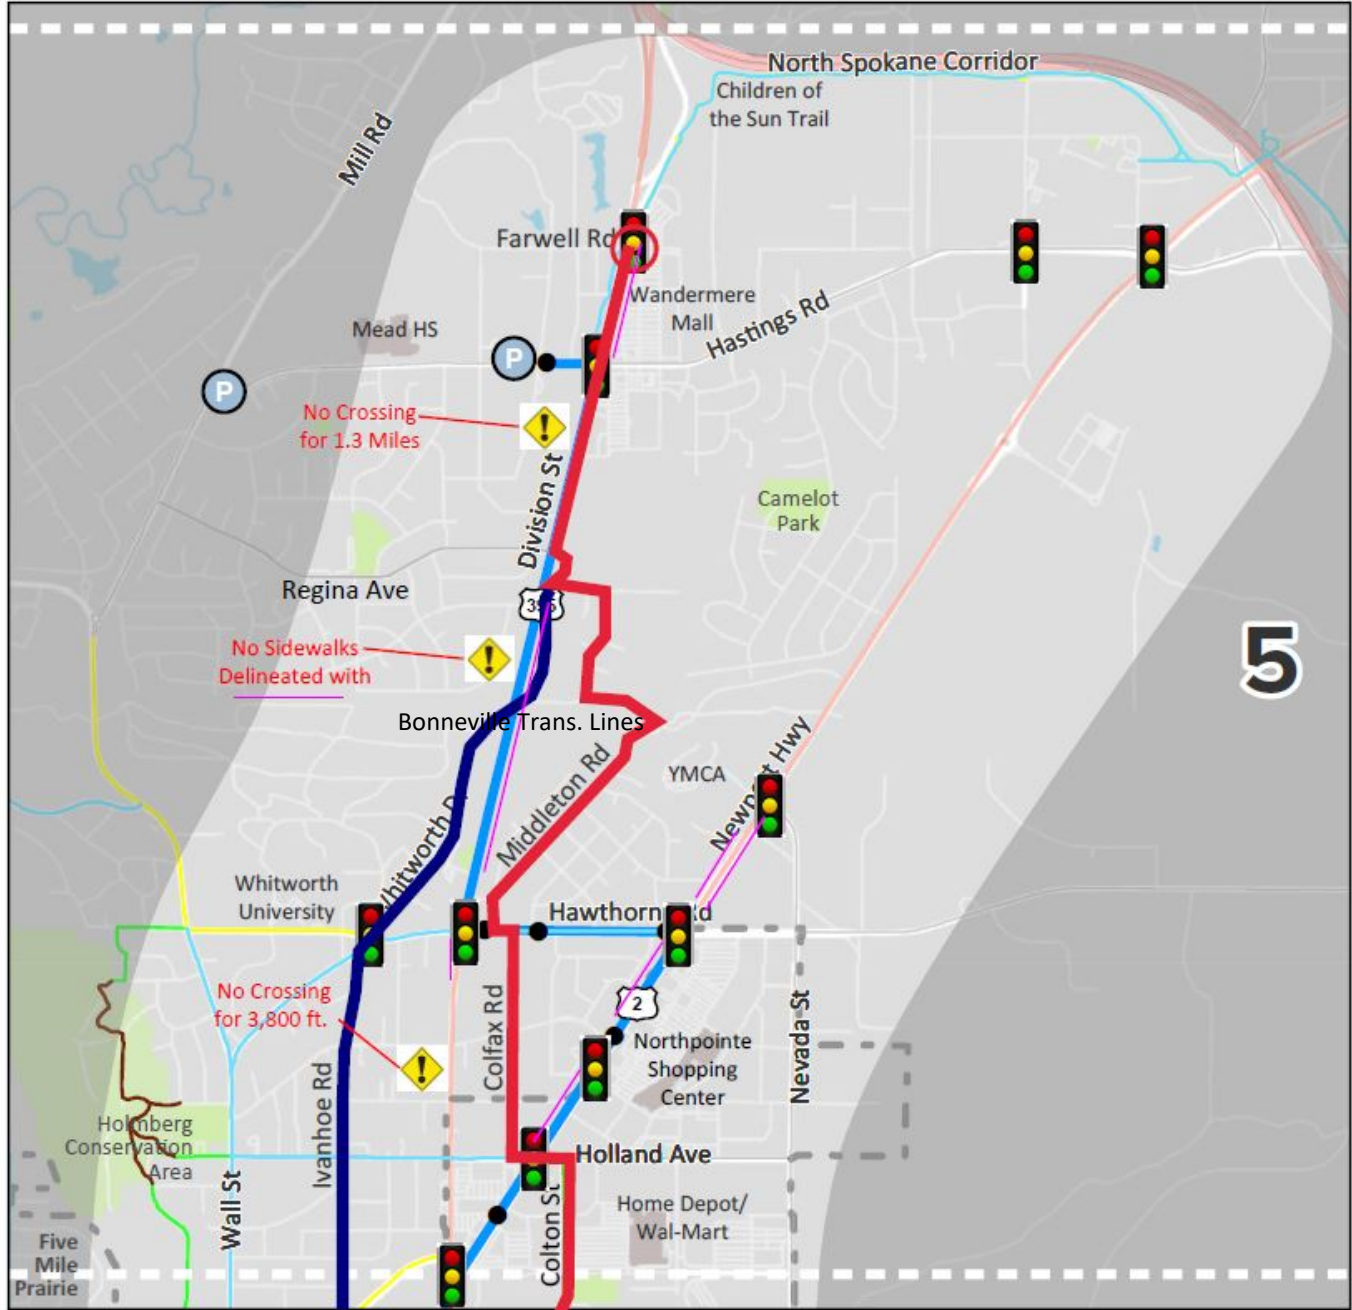 North Spokane Corridor
Children of
the Sun Trail
Mill Rd
Farwell Rd
Wandermere
Mall
Hastings Rd
Mead HS
P
P
No Crossing
for 1.3 Miles
Division St
Camelot
Park
Regina Ave
395
No Sidewalks
Delineated with
5
Bonneville Trans. Lines
YMCA
Newport Hwy
Middleton Rd
Whitworth
Whitworth
University
Hawthorn Rd
No Crossing
for 3,800 ft.
2
Colfax Rd
Nevada St
Northpointe
Shopping
Center
Ivanhoe Rd
Holmberg
Conservation
Area
Holland Ave
Wall St
Colton St
Home Depot/
Wal-Mart
Five
Mile
Prairie